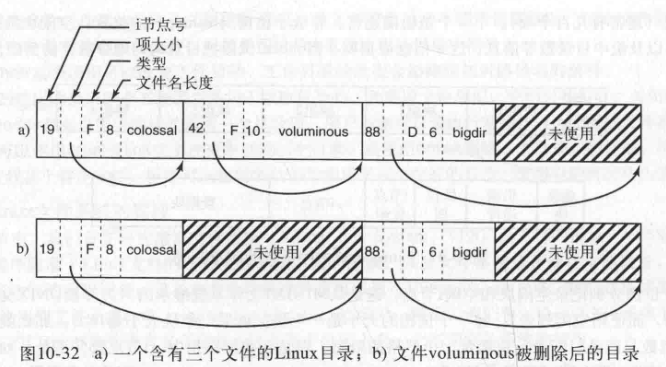 i节点号
项大小
类型
文件名长度
a) 19 F 8 colossal 42 F 10 voluminous 88 D 6 bigdir 未使用
b) 19 F 8 colossal 未使用 88 D 6 bigdir 未使用
图10-32 a) 一个含有三个文件的Linux目录；b) 文件voluminous被删除后的目录